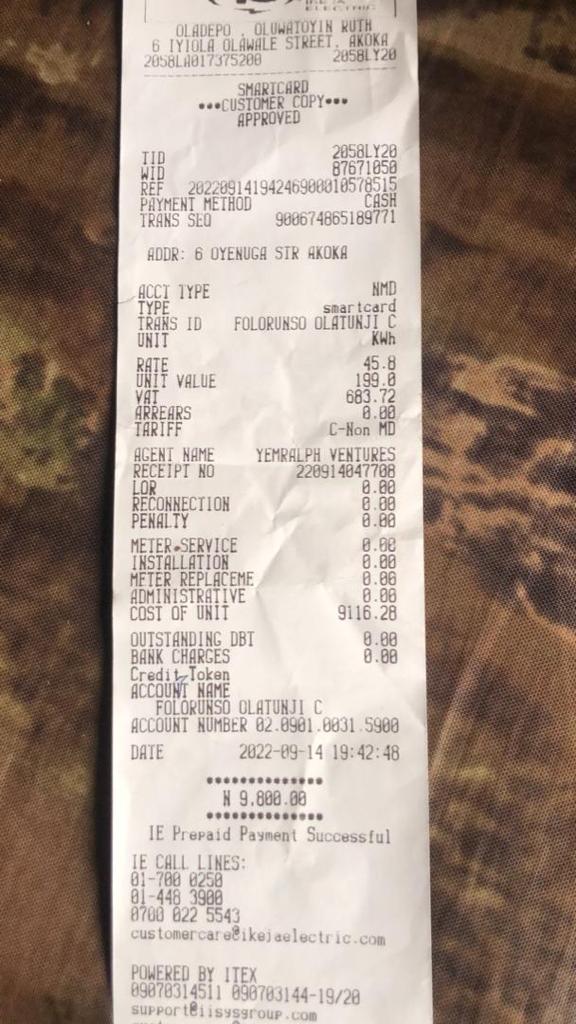 ELECTRIC
OLADEPO , OLUWATOYIN RUTH
6 IYIOLA OLAWALE STREET, AKOKA
2058LA017375200 2058LY20
SMARTCARD
***CUSTOMER COPY***
APPROVED
TID 2058LY20
WID 87671050
REF 20220914194246900010578515
PAYMENT METHOD CASH
TRANS SEQ 900674865189771
ADDR: 6 OYENUGA STR AKOKA
ACCT TYPE NMD
TYPE smartcard
TRANS ID FOLORUNSO OLATUNJI C
UNIT KWh
RATE 45.8
UNIT VALUE 199.0
VAT 683.72
ARREARS 0.00
TARIFF C-Non MD
AGENT NAME YEMRALPH VENTURES
RECEIPT NO 220914047708
LOR 0.00
RECONNECTION 0.00
PENALTY 0.00
METER SERVICE 0.00
INSTALLATION 0.00
METER REPLACEME 0.00
ADMINISTRATIVE 0.00
COST OF UNIT 9116.28
OUTSTANDING DBT 0.00
BANK CHARGES 0.00
Credit Token
ACCOUNT NAME
FOLORUNSO OLATUNJI C
ACCOUNT NUMBER 02.0901.0031.5900
DATE 2022-09-14 19:42:48
**************
N 9,800.00
**************
IE Prepaid Payment Successful
IE CALL LINES:
01-700 0250
01-448 3900
0700 022 5543
customercare@ikejaelectric.com
POWERED BY ITEX
09070314511 090703144-19/20
support@iisysgroup.com